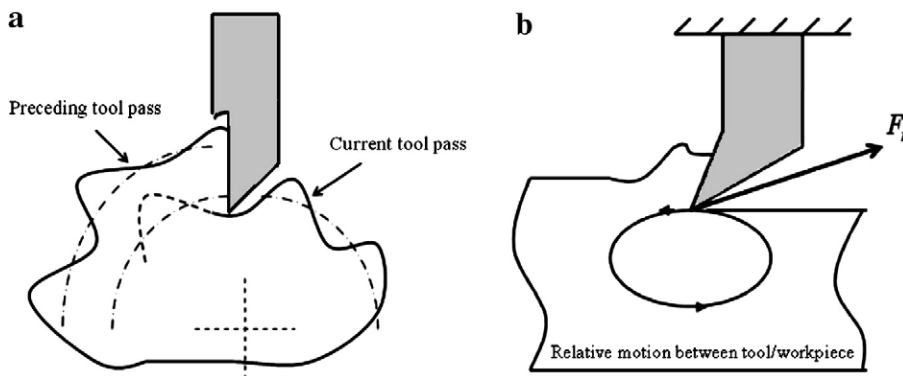 a
b
Preceding tool pass
Current tool pass
Relative motion between tool/workpiece